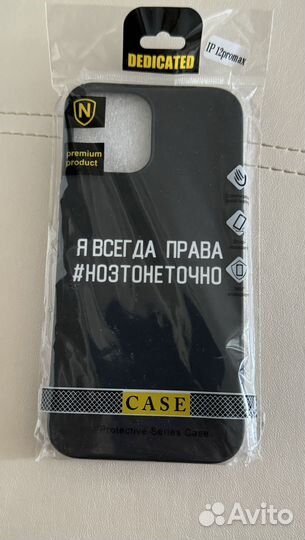 DEDICATED
IP 12promax
N
premium
product
Я ВСЕГДА ПРАВА
#НОЭТОНЕТОЧНО
CASE
Protective Series Case
Avito